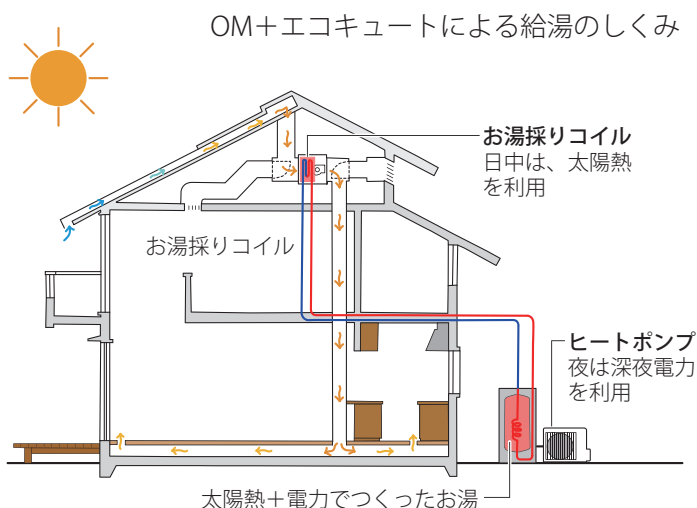 OM＋エコキュートによる給湯のしくみ
お湯採りコイル
日中は、太陽熱
を利用
お湯採りコイル
ヒートポンプ
夜は深夜電力
を利用
太陽熱＋電力でつくったお湯